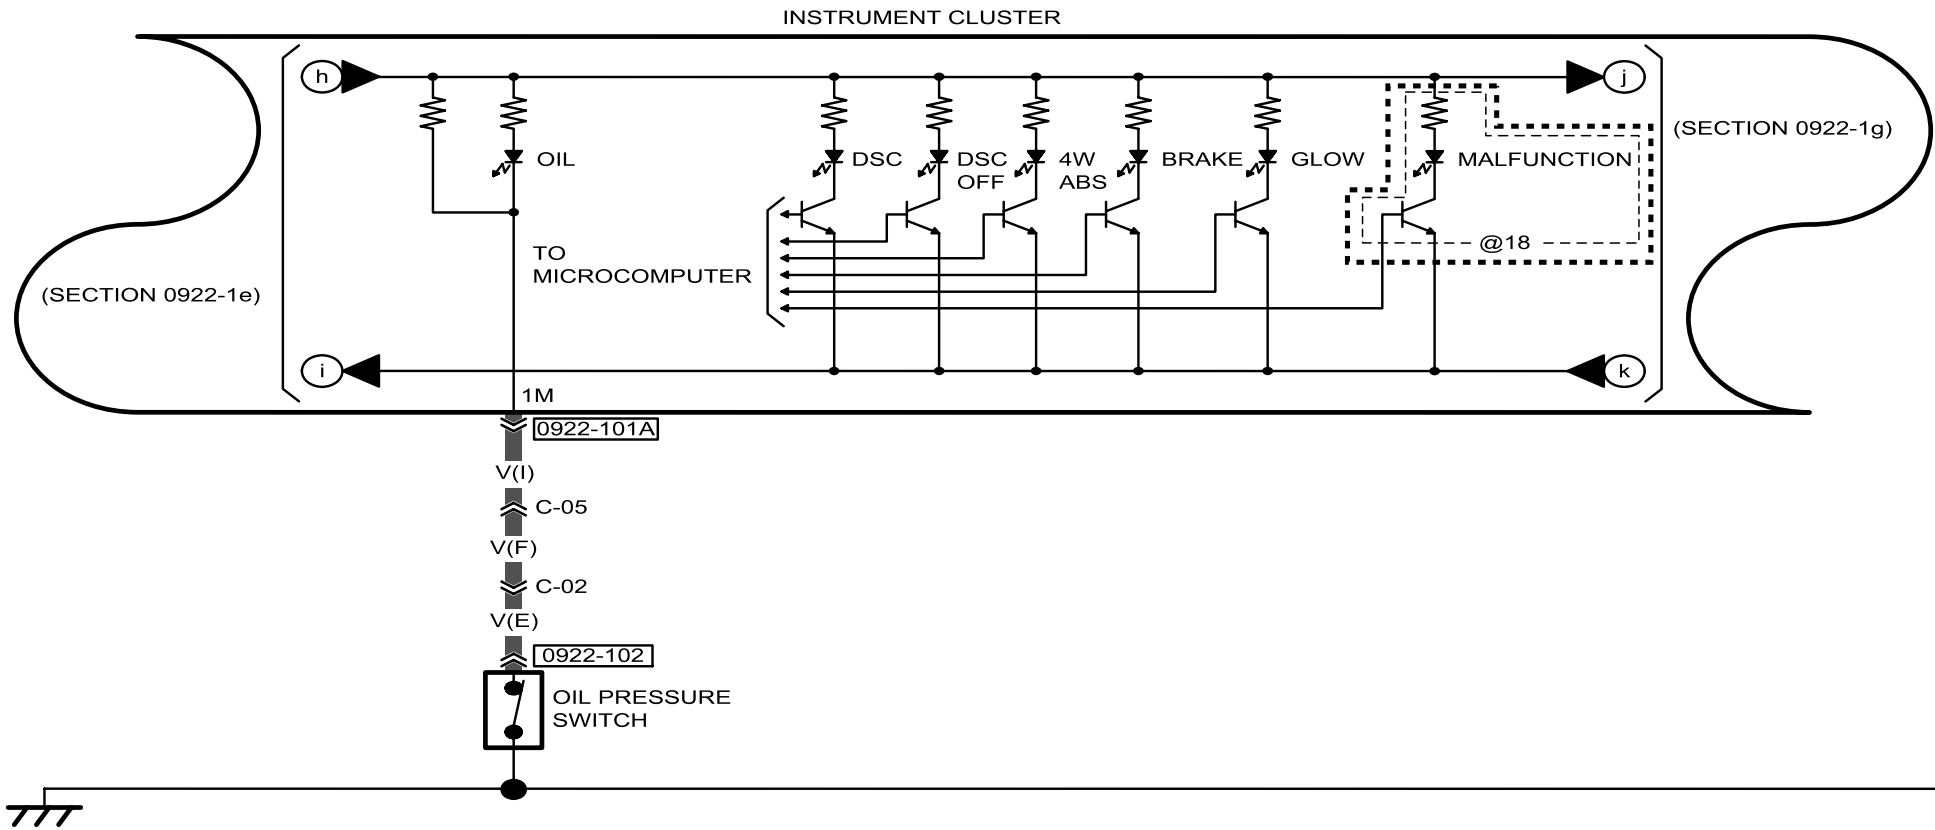 INSTRUMENT CLUSTER
h
j
(SECTION 0922-1g)
OIL
DSC
DSC
OFF
4W
ABS
BRAKE
GLOW
MALFUNCTION
@18
TO
MICROCOMPUTER
(SECTION 0922-1e)
i
k
1M
0922-101A
V(I)
C-05
V(F)
C-02
V(E)
0922-102
OIL PRESSURE
SWITCH